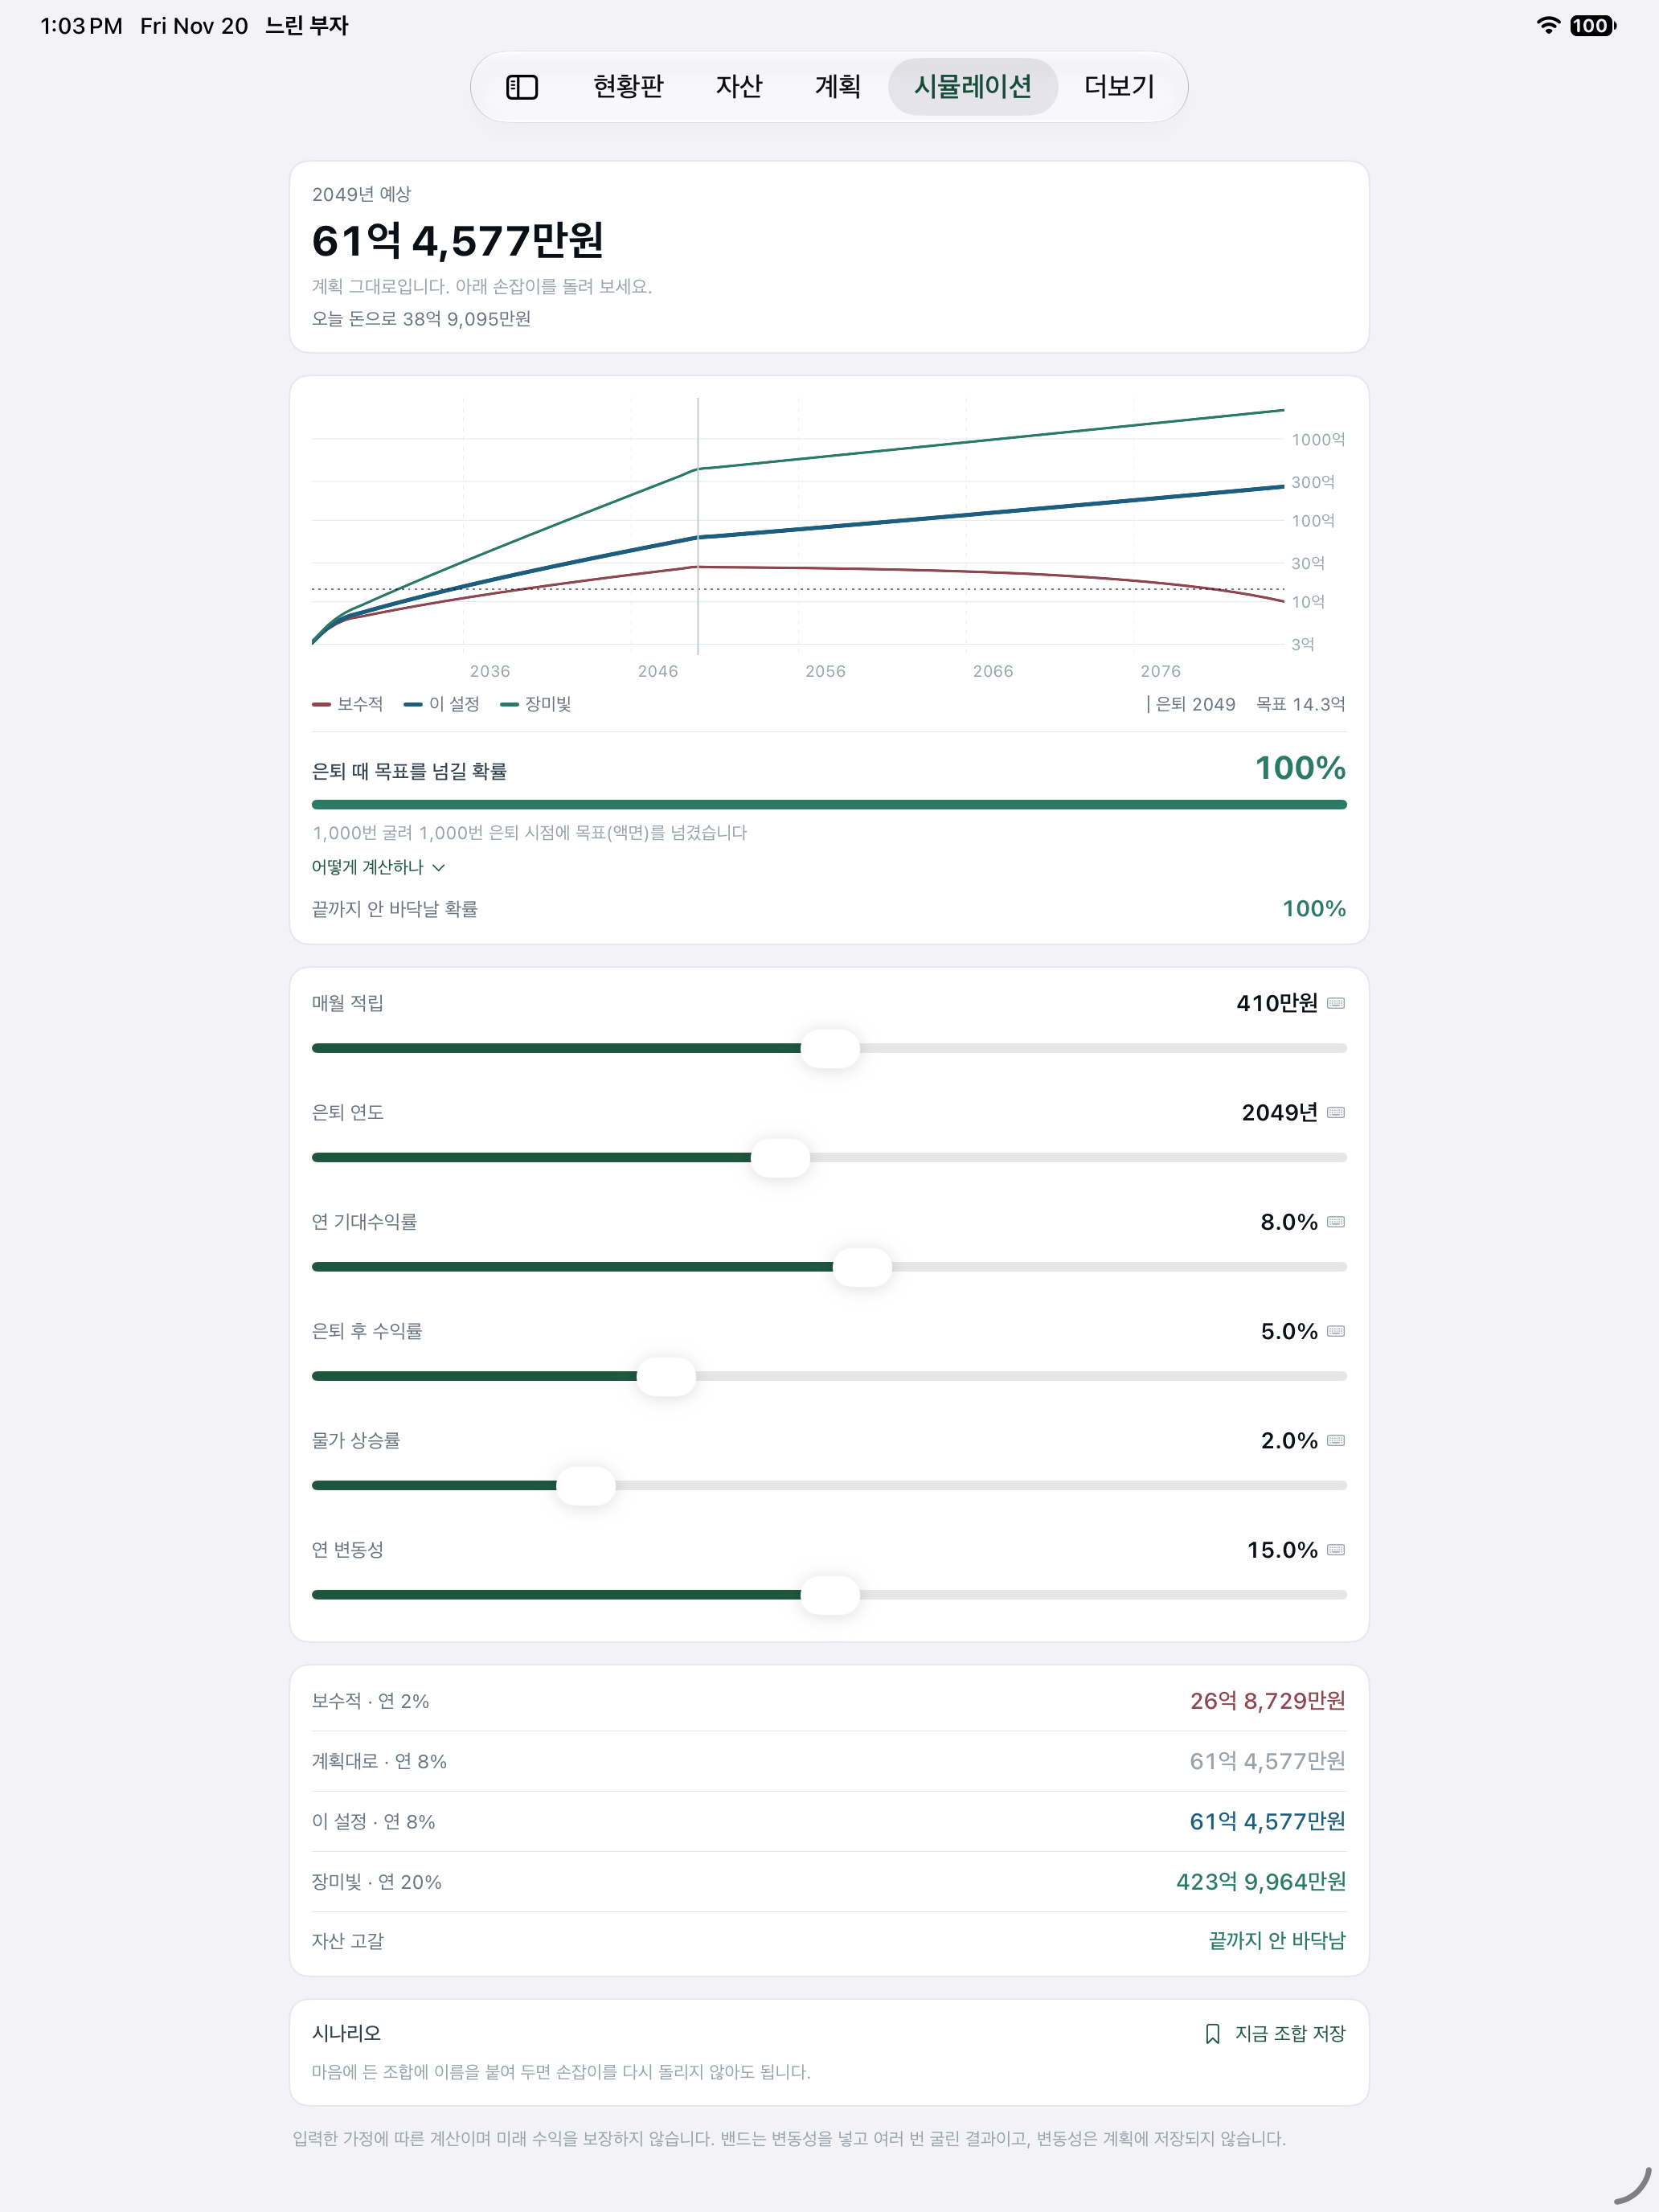 1:03 PM Fri Nov 20 느린 부자 100
현황판 자산 계획 시뮬레이션 더보기
2049년 예상
61억 4,577만원
계획 그대로입니다. 아래 손잡이를 돌려 보세요.
오늘 돈으로 38억 9,095만원
1000억
300억
100억
30억
10억
3억
2036 2046 2056 2066 2076
보수적 이 설정 장미빛 | 은퇴 2049 목표 14.3억
은퇴 때 목표를 넘길 확률 100%
1,000번 굴려 1,000번 은퇴 시점에 목표(액면)를 넘겼습니다
어떻게 계산하나
끝까지 안 바닥날 확률 100%
매월 적립 410만원
은퇴 연도 2049년
연 기대수익률 8.0%
은퇴 후 수익률 5.0%
물가 상승률 2.0%
연 변동성 15.0%
보수적 · 연 2% 26억 8,729만원
계획대로 · 연 8% 61억 4,577만원
이 설정 · 연 8% 61억 4,577만원
장미빛 · 연 20% 423억 9,964만원
자산 고갈 끝까지 안 바닥남
시나리오 지금 조합 저장
마음에 든 조합에 이름을 붙여 두면 손잡이를 다시 돌리지 않아도 됩니다.
입력한 가정에 따른 계산이며 미래 수익을 보장하지 않습니다. 밴드는 변동성을 넣고 여러 번 굴린 결과이고, 변동성은 계획에 저장되지 않습니다.